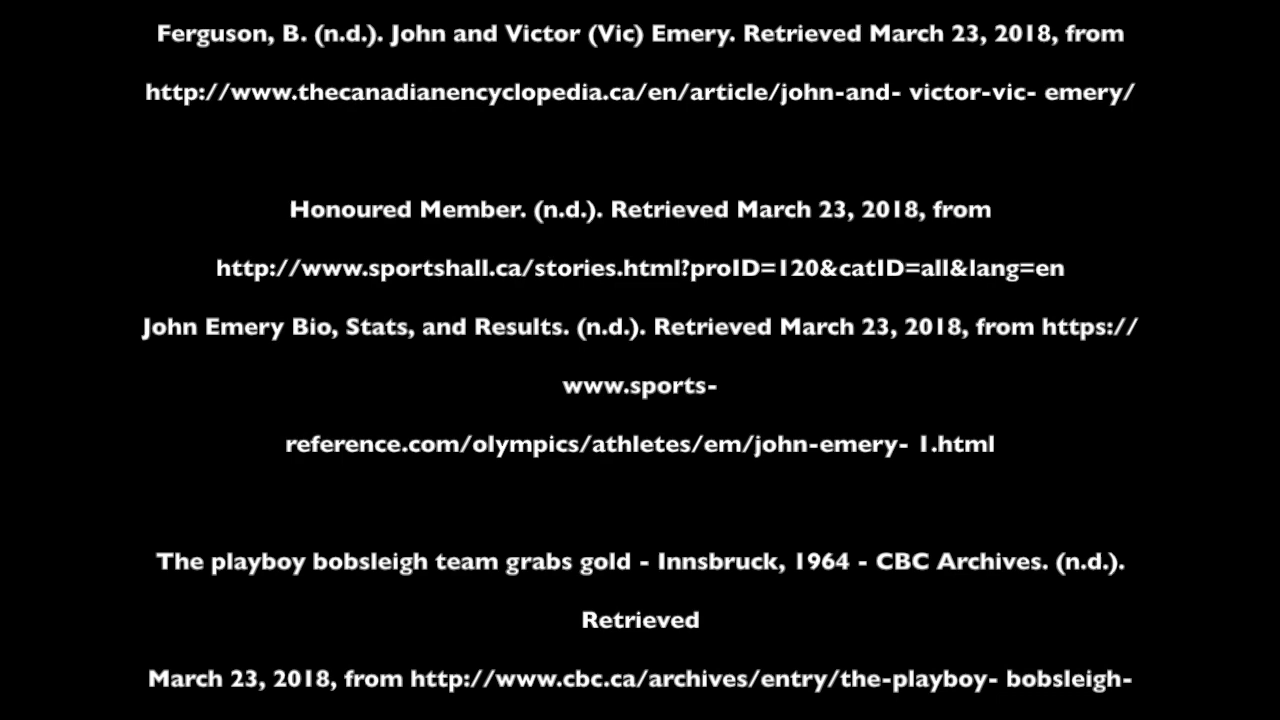 Ferguson, B. (n.d.). John and Victor (Vic) Emery. Retrieved March 23, 2018, from
http://www.thecanadianencyclopedia.ca/en/article/john-and- victor-vic- emery/
Honoured Member. (n.d.). Retrieved March 23, 2018, from
http://www.sportshall.ca/stories.html?proID=120&catID=all&lang=en
John Emery Bio, Stats, and Results. (n.d.). Retrieved March 23, 2018, from https://
www.sports-
reference.com/olympics/athletes/em/john-emery- 1.html
The playboy bobsleigh team grabs gold - Innsbruck, 1964 - CBC Archives. (n.d.).
Retrieved
March 23, 2018, from http://www.cbc.ca/archives/entry/the-playboy- bobsleigh-